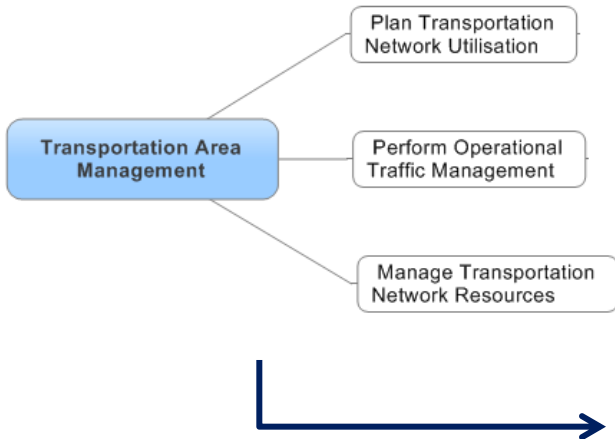 Plan Transportation
Network Utilisation
Transportation Area
Management
Perform Operational
Traffic Management
Manage Transportation
Network Resources